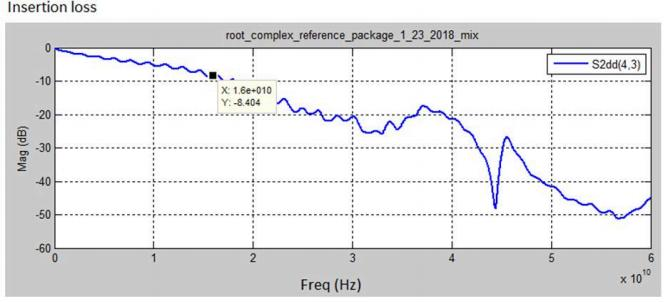 Insertion loss
root_complex_reference_package_1_23_2018_mix
S2dd(4,3)
X: 1.6e+010
Y: -8.404
Mag (dB)
0
-10
-20
-30
-40
-50
-60
0 1 2 3 4 5 6
x 10^10
Freq (Hz)